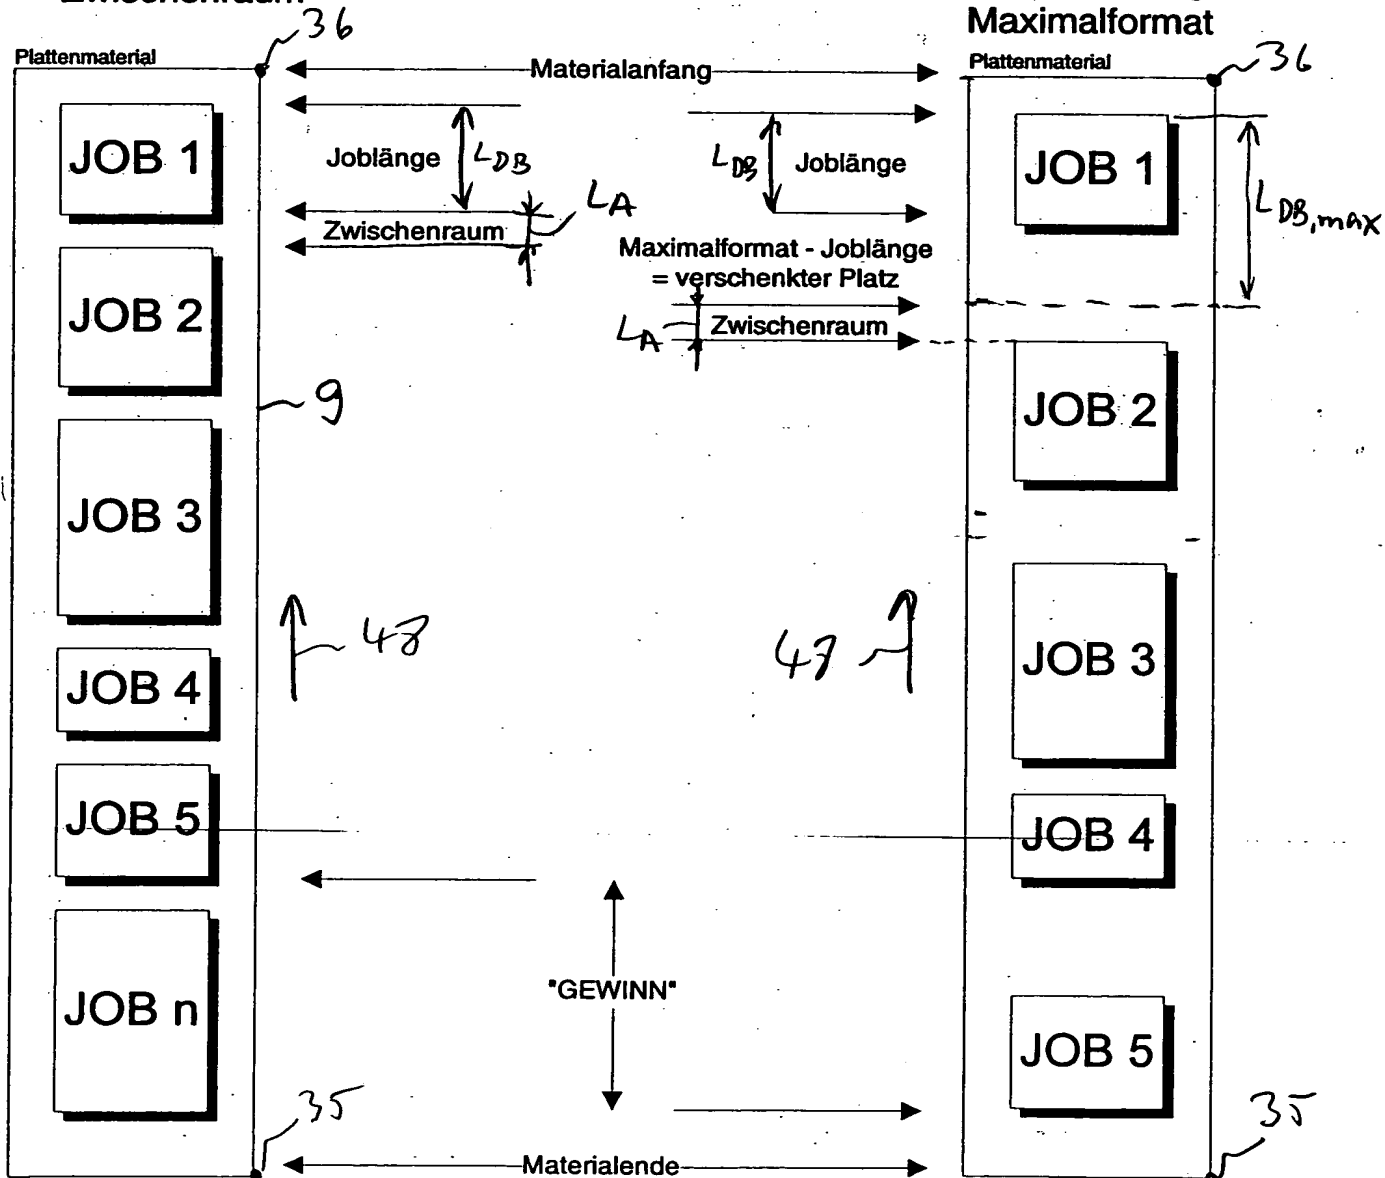 Zwischenraum
Maximalformat
Plattenmaterial
36
Materialanfang
Plattenmaterial
36
JOB 1
Joblänge
LDB
LDB
Joblänge
JOB 1
LDB,max
LA
Zwischenraum
Maximalformat - Joblänge
= verschenkter Platz
JOB 2
LA
Zwischenraum
9
JOB 2
JOB 3
48
47
JOB 3
JOB 4
JOB 5
JOB 4
"GEWINN"
JOB n
JOB 5
35
35
Materialende